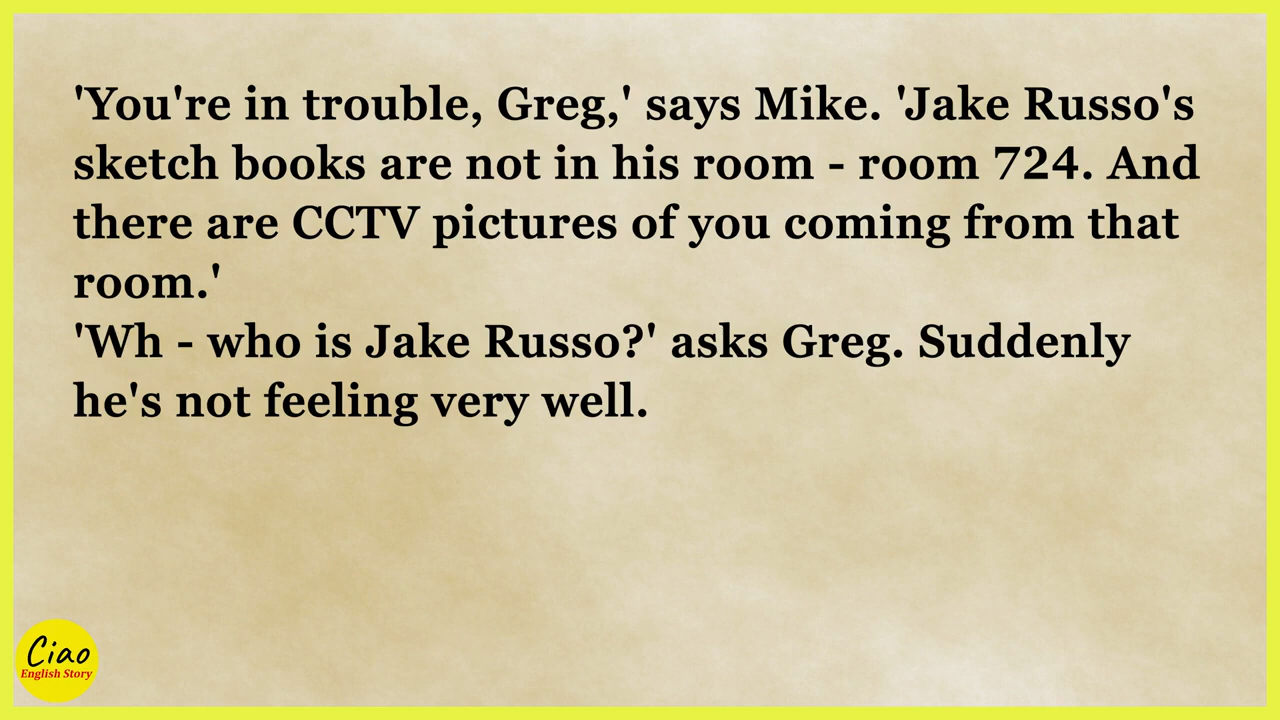 'You're in trouble, Greg,' says Mike. 'Jake Russo's
sketch books are not in his room - room 724. And
there are CCTV pictures of you coming from that
room.'
'Wh - who is Jake Russo?' asks Greg. Suddenly
he's not feeling very well.
Ciao
English Story